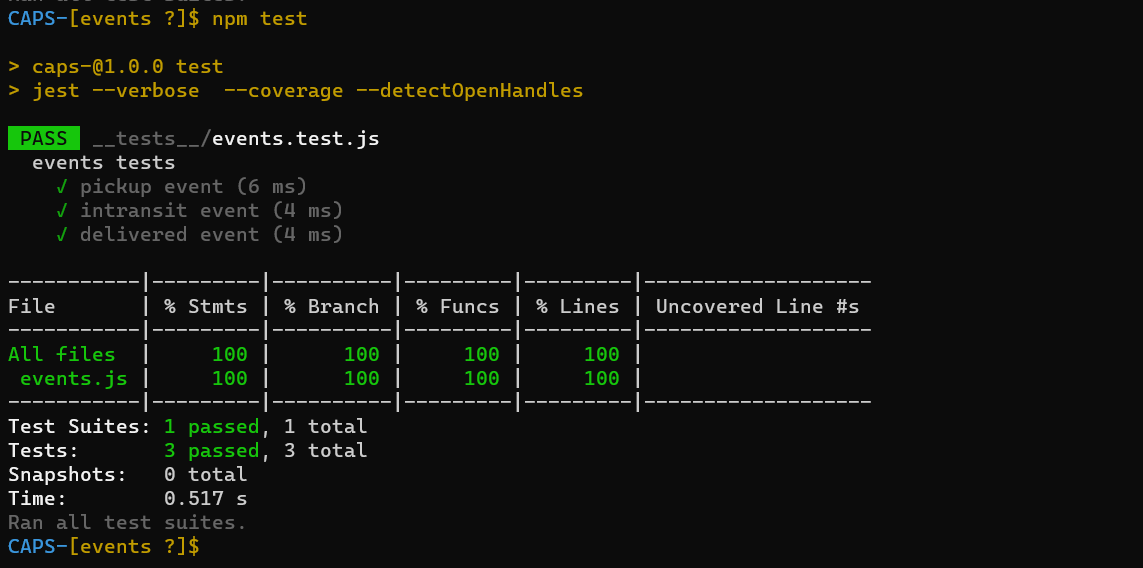 CAPS-[events ?]$ npm test
> caps-@1.0.0 test
> jest --verbose  --coverage --detectOpenHandles
PASS __tests__/events.test.js
  events tests
    √ pickup event (6 ms)
    √ intransit event (4 ms)
    √ delivered event (4 ms)
-----------|---------|----------|---------|---------|-------------------
File       | % Stmts | % Branch | % Funcs | % Lines | Uncovered Line #s
-----------|---------|----------|---------|---------|-------------------
All files  |     100 |      100 |     100 |     100 |
 events.js |     100 |      100 |     100 |     100 |
-----------|---------|----------|---------|---------|-------------------
Test Suites: 1 passed, 1 total
Tests:       3 passed, 3 total
Snapshots:   0 total
Time:        0.517 s
Ran all test suites.
CAPS-[events ?]$